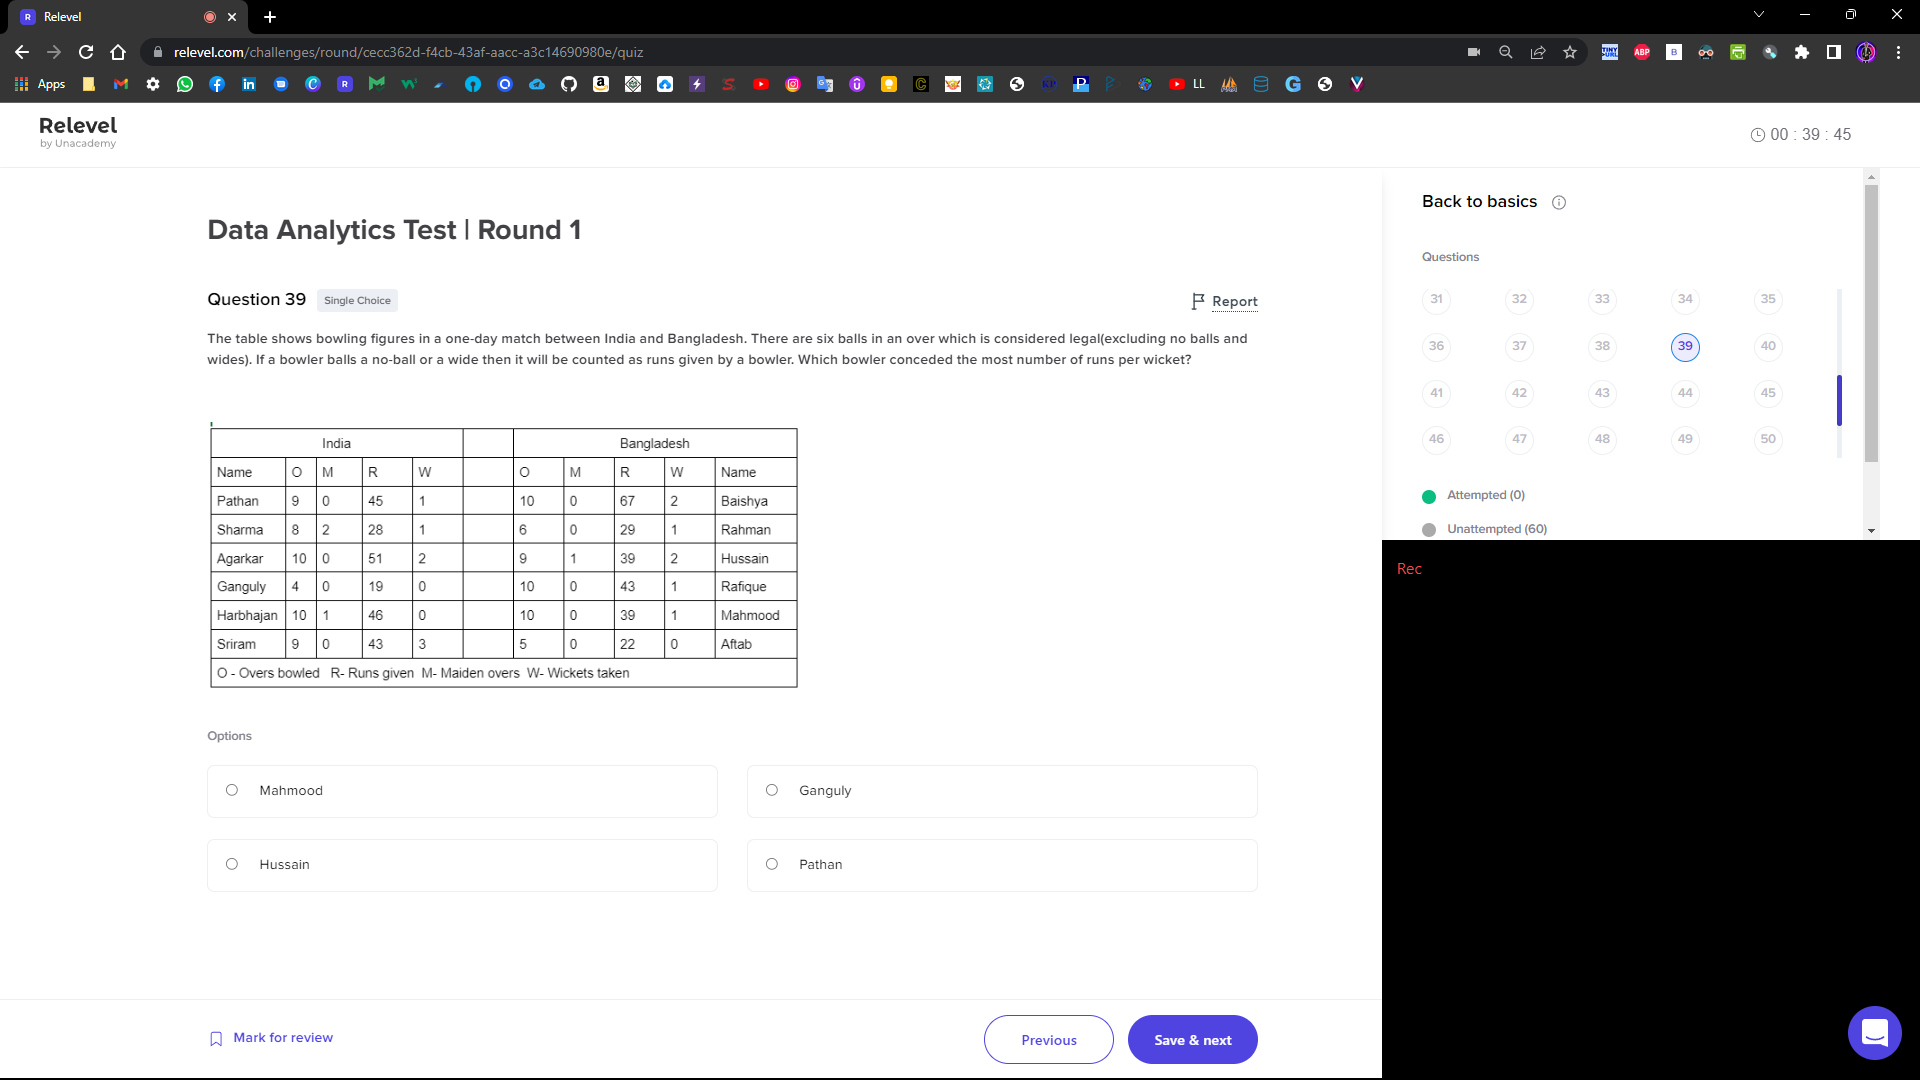 Relevel
relevel.com/challenges/round/cecc362d-f4cb-43af-aacc-a3c14690980e/quiz
Apps
LL
Relevel
by Unacademy
00 : 39 : 45
Data Analytics Test | Round 1
Question 39 Single Choice
Report
The table shows bowling figures in a one-day match between India and Bangladesh. There are six balls in an over which is considered legal(excluding no balls and
wides). If a bowler balls a no-ball or a wide then it will be counted as runs given by a bowler. Which bowler conceded the most number of runs per wicket?
India Bangladesh
Name O M R W O M R W Name
Pathan 9 0 45 1 10 0 67 2 Baishya
Sharma 8 2 28 1 6 0 29 1 Rahman
Agarkar 10 0 51 2 9 1 39 2 Hussain
Ganguly 4 0 19 0 10 0 43 1 Rafique
Harbhajan 10 1 46 0 10 0 39 1 Mahmood
Sriram 9 0 43 3 5 0 22 0 Aftab
O - Overs bowled R- Runs given M- Maiden overs W- Wickets taken
Options
Mahmood
Ganguly
Hussain
Pathan
Mark for review
Previous
Save & next
Back to basics
Questions
31 32 33 34 35
36 37 38 39 40
41 42 43 44 45
46 47 48 49 50
Attempted (0)
Unattempted (60)
Rec